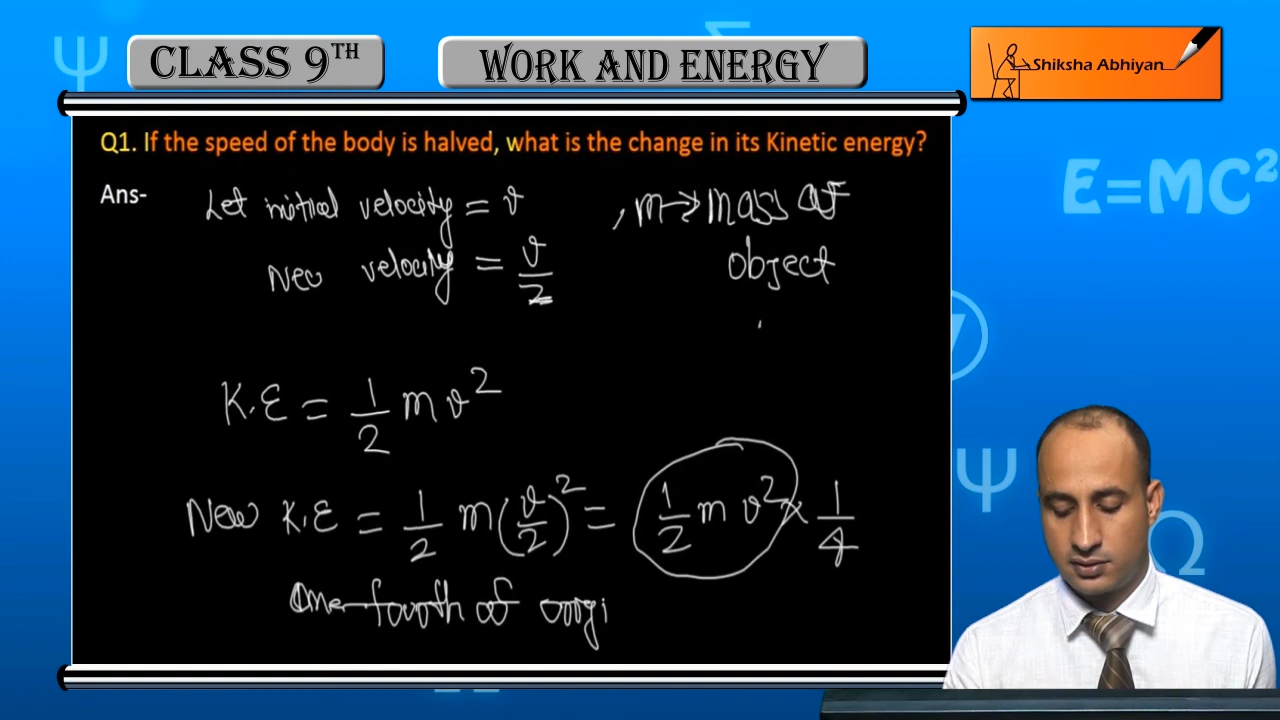 CLASS 9TH
WORK AND ENERGY
Shiksha Abhiyan
Q1. If the speed of the body is halved, what is the change in its Kinetic energy?
Ans-
Let initial velocity = v , m → mass of
object
New velocity = v/2
K.E = 1/2 m v²
New K.E = 1/2 m (v/2)² = 1/2 m v² × 1/4
One-fourth of origi
E=MC²
Ψ
Σ
Ψ
Ω